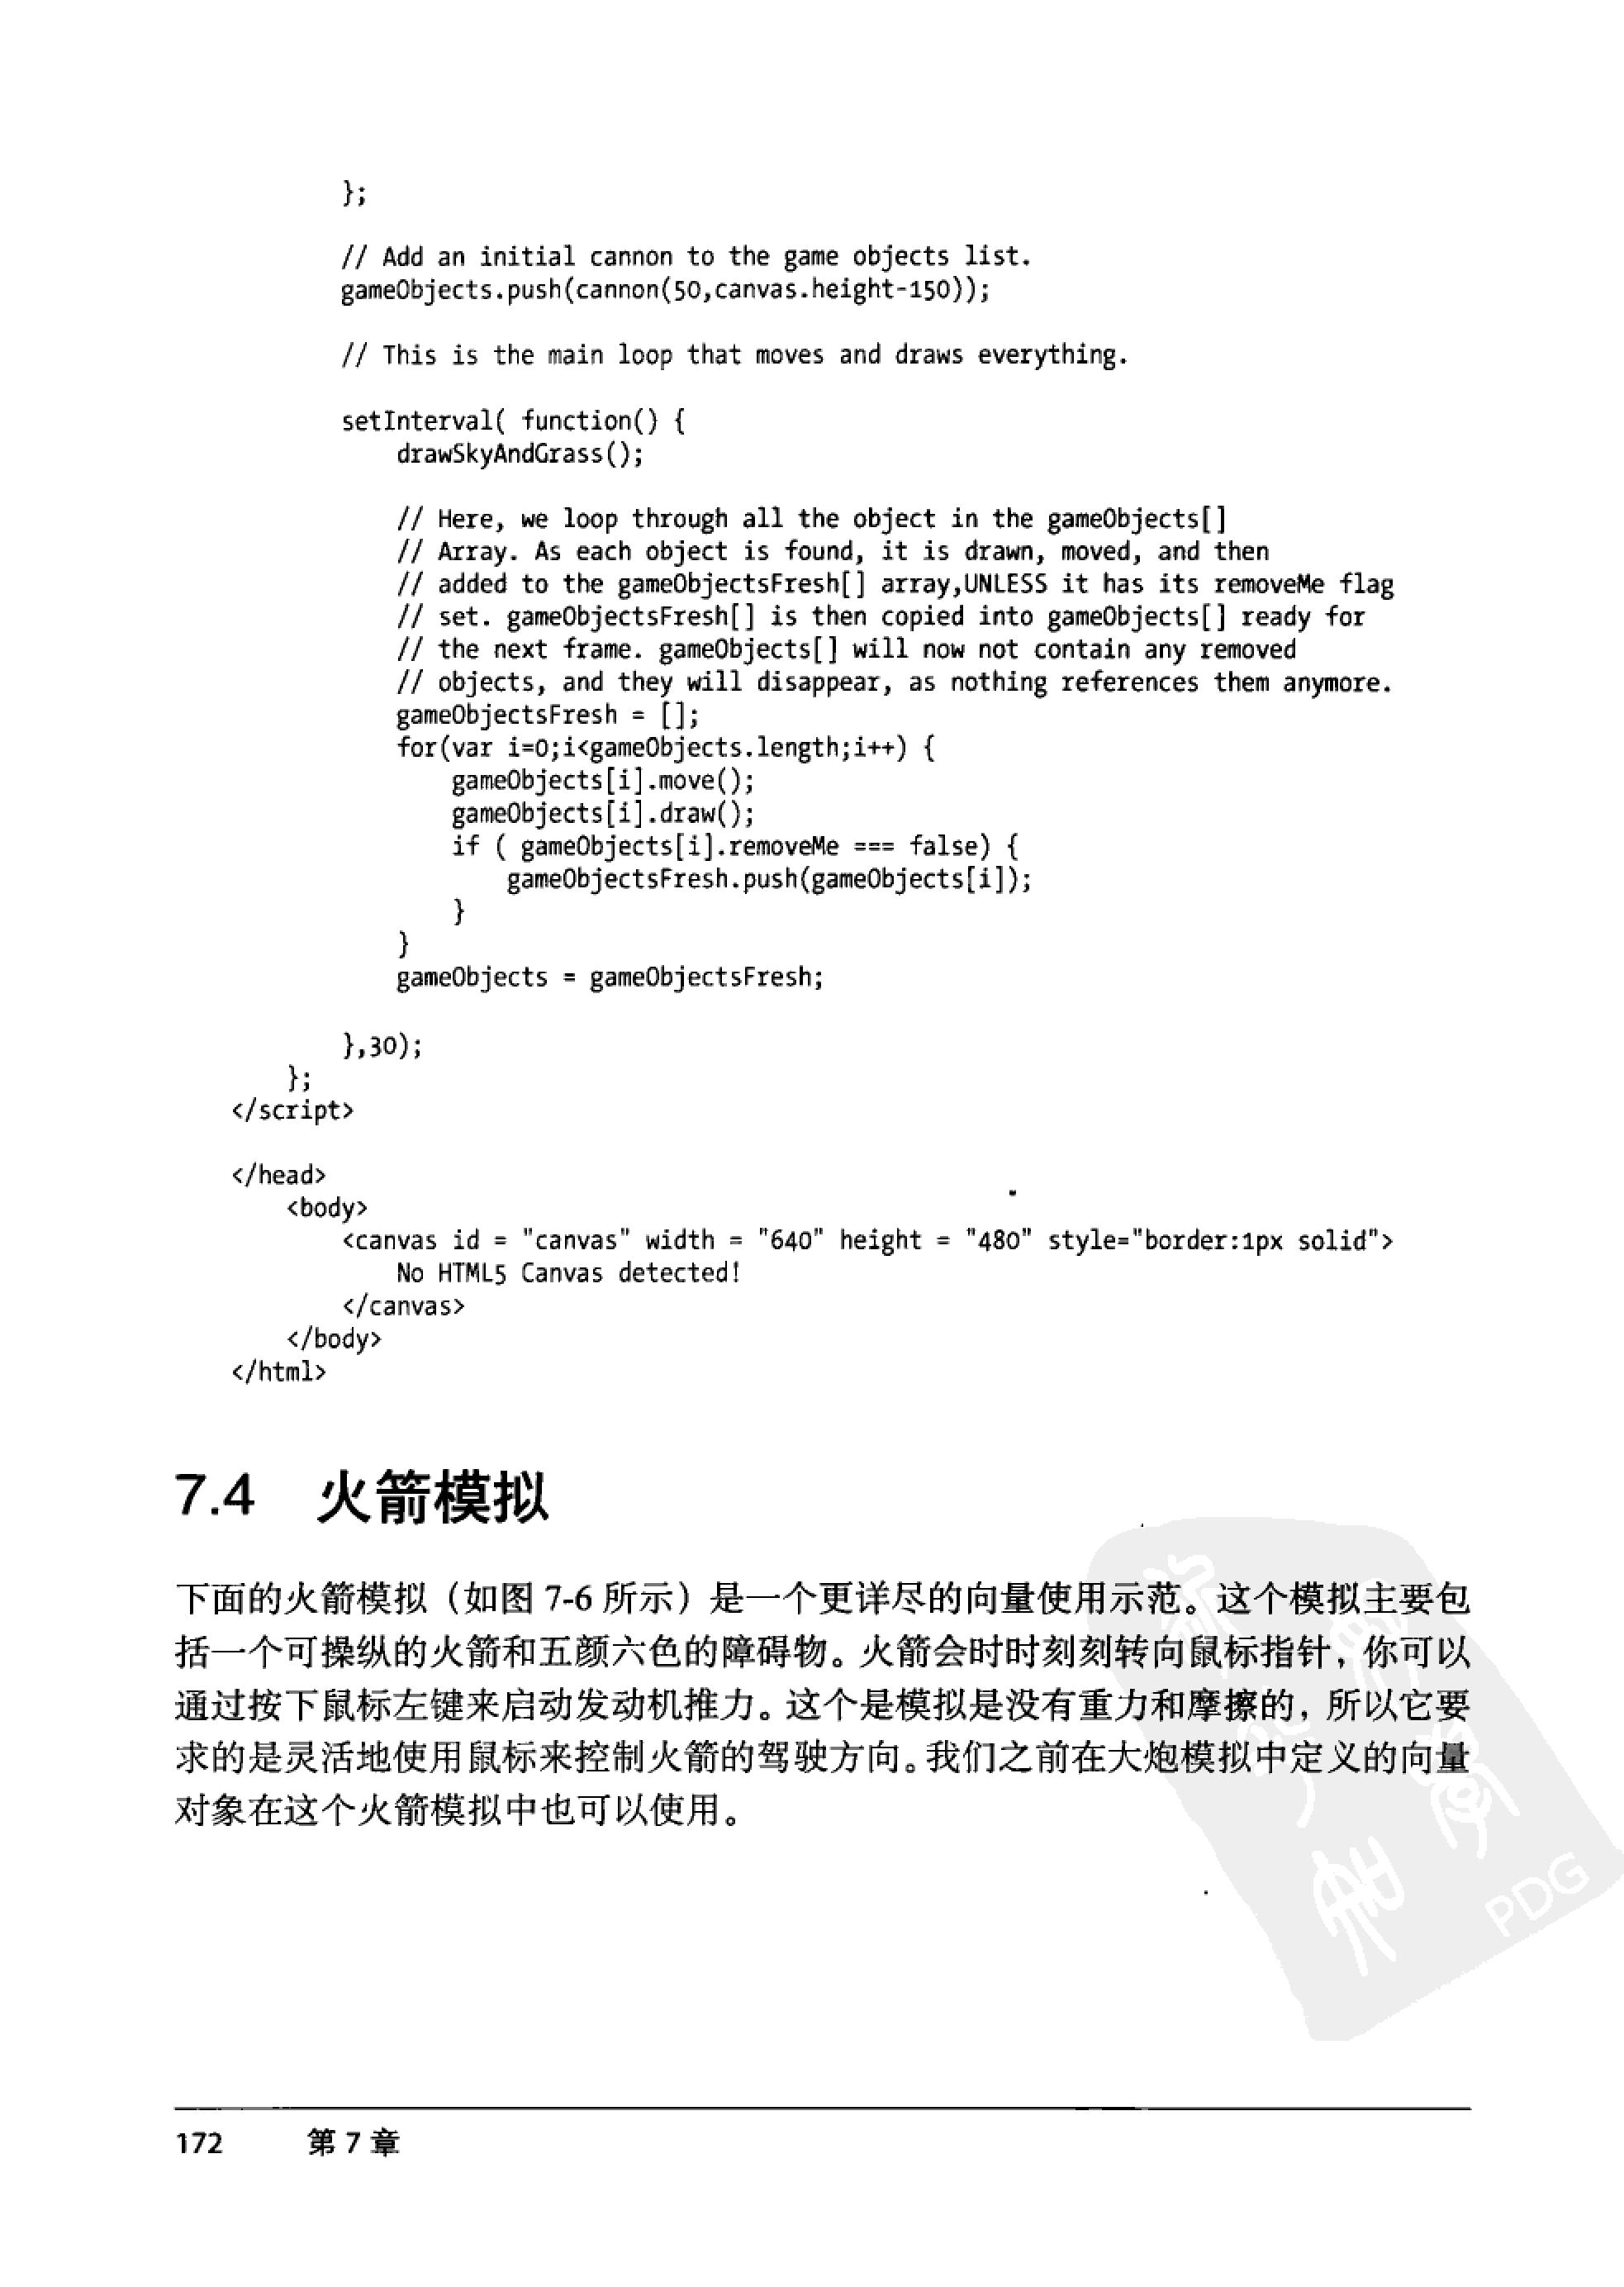 };
// Add an initial cannon to the game objects list.
gameObjects.push(cannon(50,canvas.height-150));
// This is the main loop that moves and draws everything.
setInterval( function() {
drawSkyAndGrass();
// Here, we loop through all the object in the gameObjects[]
// Array. As each object is found, it is drawn, moved, and then
// added to the gameObjectsFresh[] array,UNLESS it has its removeMe flag
// set. gameObjectsFresh[] is then copied into gameObjects[] ready for
// the next frame. gameObjects[] will now not contain any removed
// objects, and they will disappear, as nothing references them anymore.
gameObjectsFresh = [];
for(var i=0;i<gameObjects.length;i++) {
gameObjects[i].move();
gameObjects[i].draw();
if ( gameObjects[i].removeMe === false) {
gameObjectsFresh.push(gameObjects[i]);
}
}
gameObjects = gameObjectsFresh;
},30);
};
</script>
</head>
<body>
<canvas id = "canvas" width = "640" height = "480" style="border:1px solid">
No HTML5 Canvas detected!
</canvas>
</body>
</html>
7.4 火箭模拟
下面的火箭模拟（如图 7-6 所示）是一个更详尽的向量使用示范。这个模拟主要包
括一个可操纵的火箭和五颜六色的障碍物。火箭会时时刻刻转向鼠标指针，你可以
通过按下鼠标左键来启动发动机推力。这个是模拟是没有重力和摩擦的，所以它要
求的是灵活地使用鼠标来控制火箭的驾驶方向。我们之前在大炮模拟中定义的向量
对象在这个火箭模拟中也可以使用。
PDG
172 第 7 章